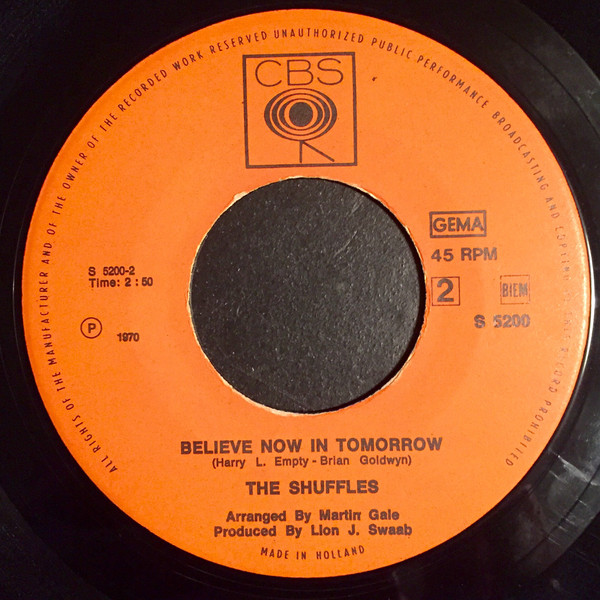 ALL RIGHTS OF THE MANUFACTURER AND OF THE OWNER OF THE RECORDED WORK RESERVED UNAUTHORIZED PUBLIC PERFORMANCE BROADCASTING AND COPYING OF THIS RECORD PROHIBITED
CBS
GEMA
45 RPM
S 5200-2
Time: 2:50
2
BIEM
S 5200
Ⓟ 1970
BELIEVE NOW IN TOMORROW
(Harry L. Empty - Brian Goldwyn)
THE SHUFFLES
Arranged By Martin Gale
Produced By Lion J. Swaab
MADE IN HOLLAND